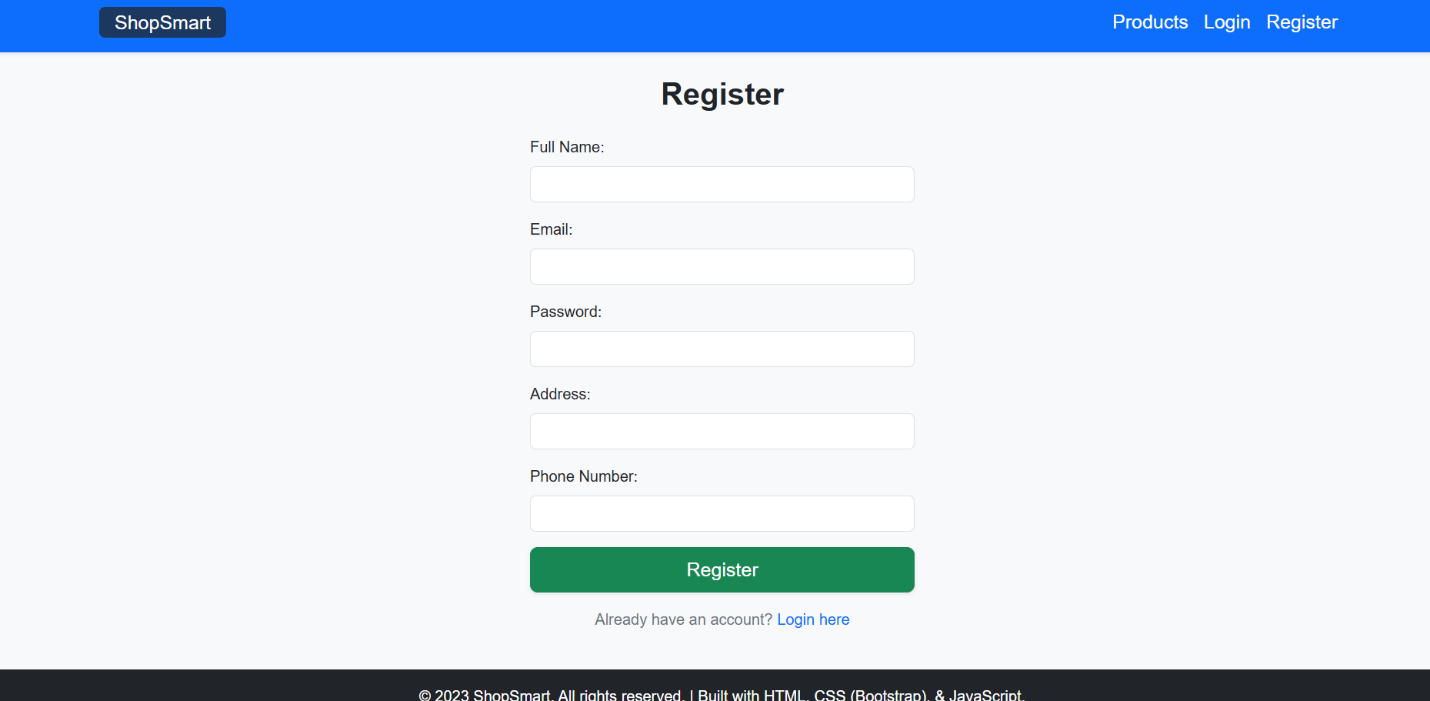 ShopSmart
Products Login Register
Register
Full Name:
Email:
Password:
Address:
Phone Number:
Register
Already have an account? Login here
© 2023 ShopSmart. All rights reserved. | Built with HTML, CSS (Bootstrap), & JavaScript.